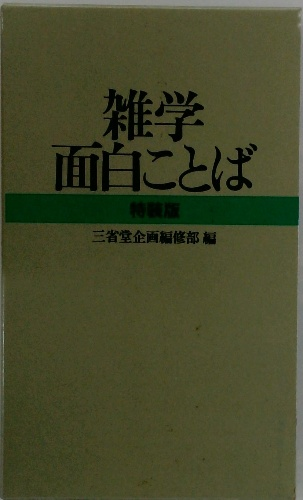 雑学
面白ことば
特装版
三省堂企画編修部 編